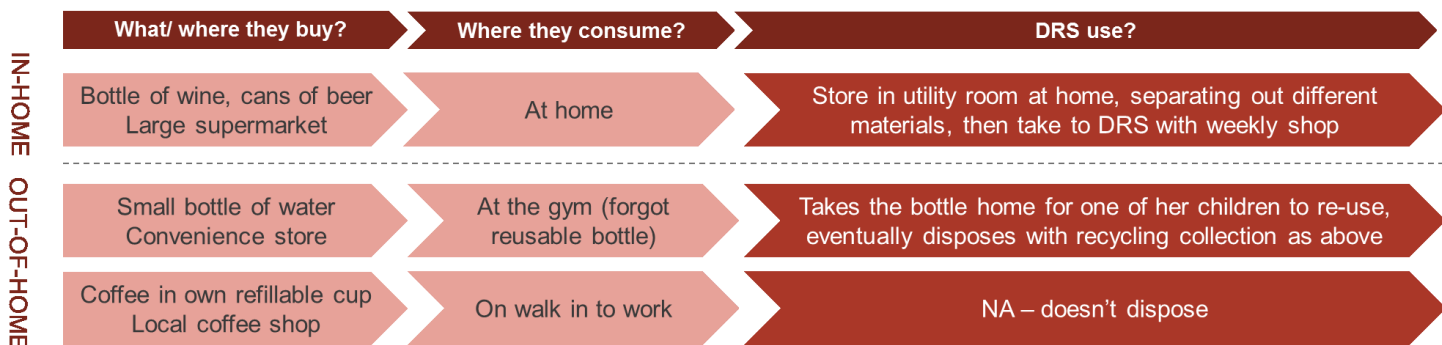 What/ where they buy?
Where they consume?
DRS use?
IN-HOME
Bottle of wine, cans of beer
Large supermarket
At home
Store in utility room at home, separating out different
materials, then take to DRS with weekly shop
OUT-OF-HOME
Small bottle of water
Convenience store
At the gym (forgot
reusable bottle)
Takes the bottle home for one of her children to re-use,
eventually disposes with recycling collection as above
Coffee in own refillable cup
Local coffee shop
On walk in to work
NA – doesn’t dispose